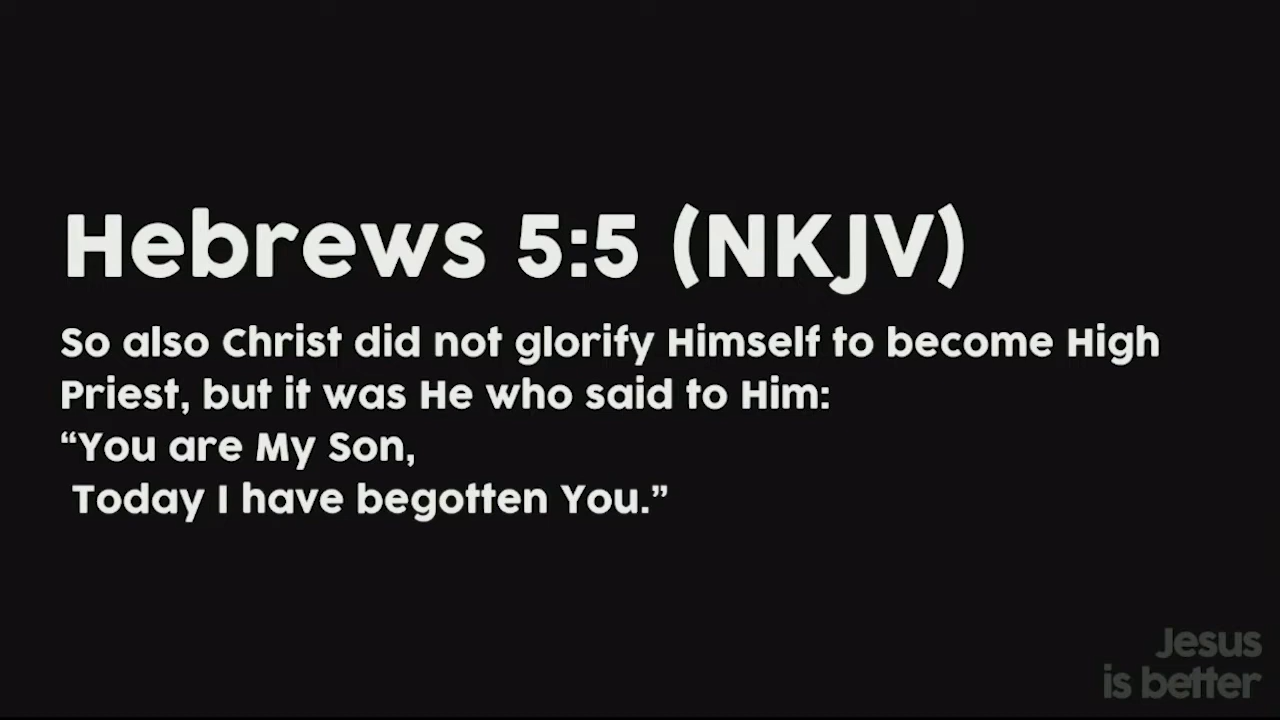 Hebrews 5:5 (NKJV)
So also Christ did not glorify Himself to become High
Priest, but it was He who said to Him:
“You are My Son,
Today I have begotten You.”
Jesus
is better